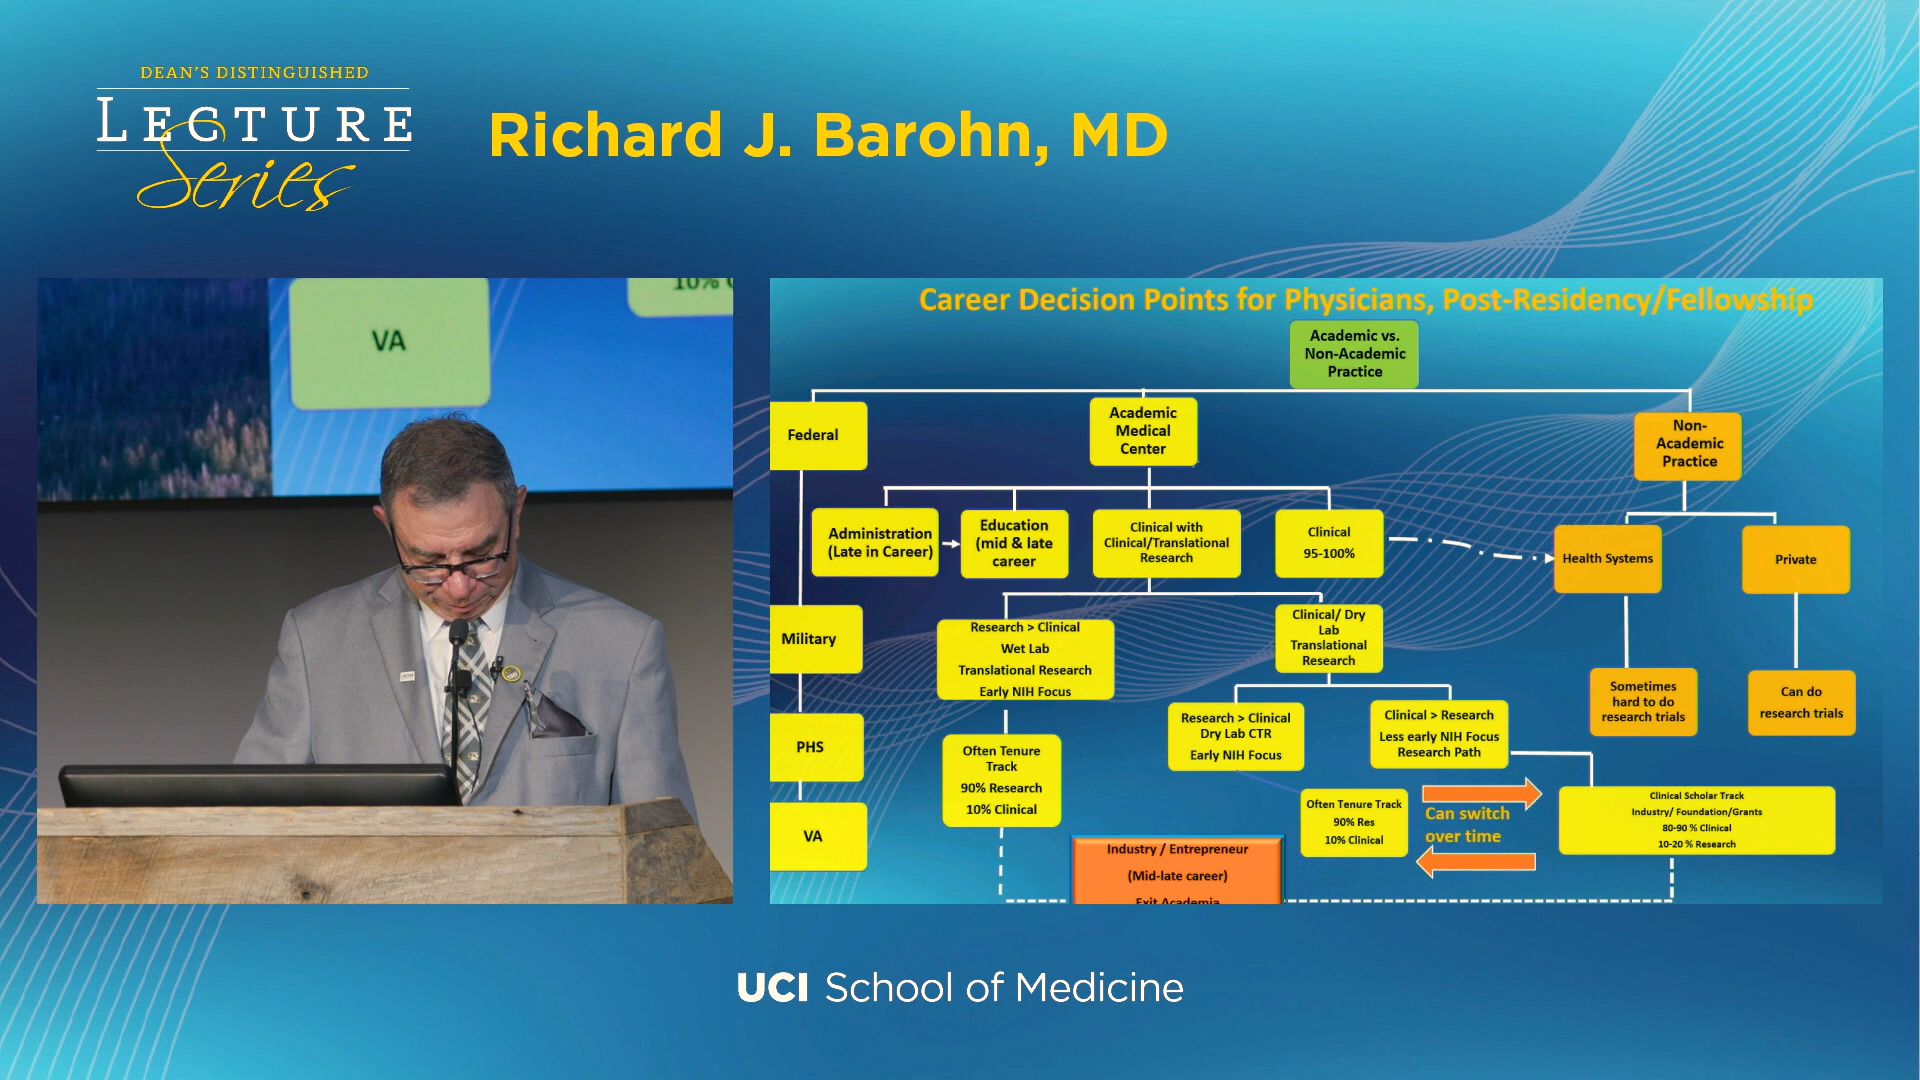 DEAN'S DISTINGUISHED
LECTURE
Series
Richard J. Barohn, MD
VA
10%
Career Decision Points for Physicians, Post-Residency/Fellowship
Academic vs.
Non-Academic
Practice
Federal
Academic
Medical
Center
Non-
Academic
Practice
Administration
(Late in Career)
Education
(mid & late
career
Clinical with
Clinical/Translational
Research
Clinical
95-100%
Health Systems
Private
Military
Research > Clinical
Wet Lab
Translational Research
Early NIH Focus
Clinical/ Dry
Lab
Translational
Research
Sometimes
hard to do
research trials
Can do
research trials
PHS
Often Tenure
Track
90% Research
10% Clinical
Research > Clinical
Dry Lab CTR
Early NIH Focus
Clinical > Research
Less early NIH Focus
Research Path
VA
Industry / Entrepreneur
(Mid-late career)
Exit Academia
Often Tenure Track
90% Res
10% Clinical
Can switch
over time
Clinical Scholar Track
Industry/ Foundation/Grants
80-90 % Clinical
10-20 % Research
UCI School of Medicine